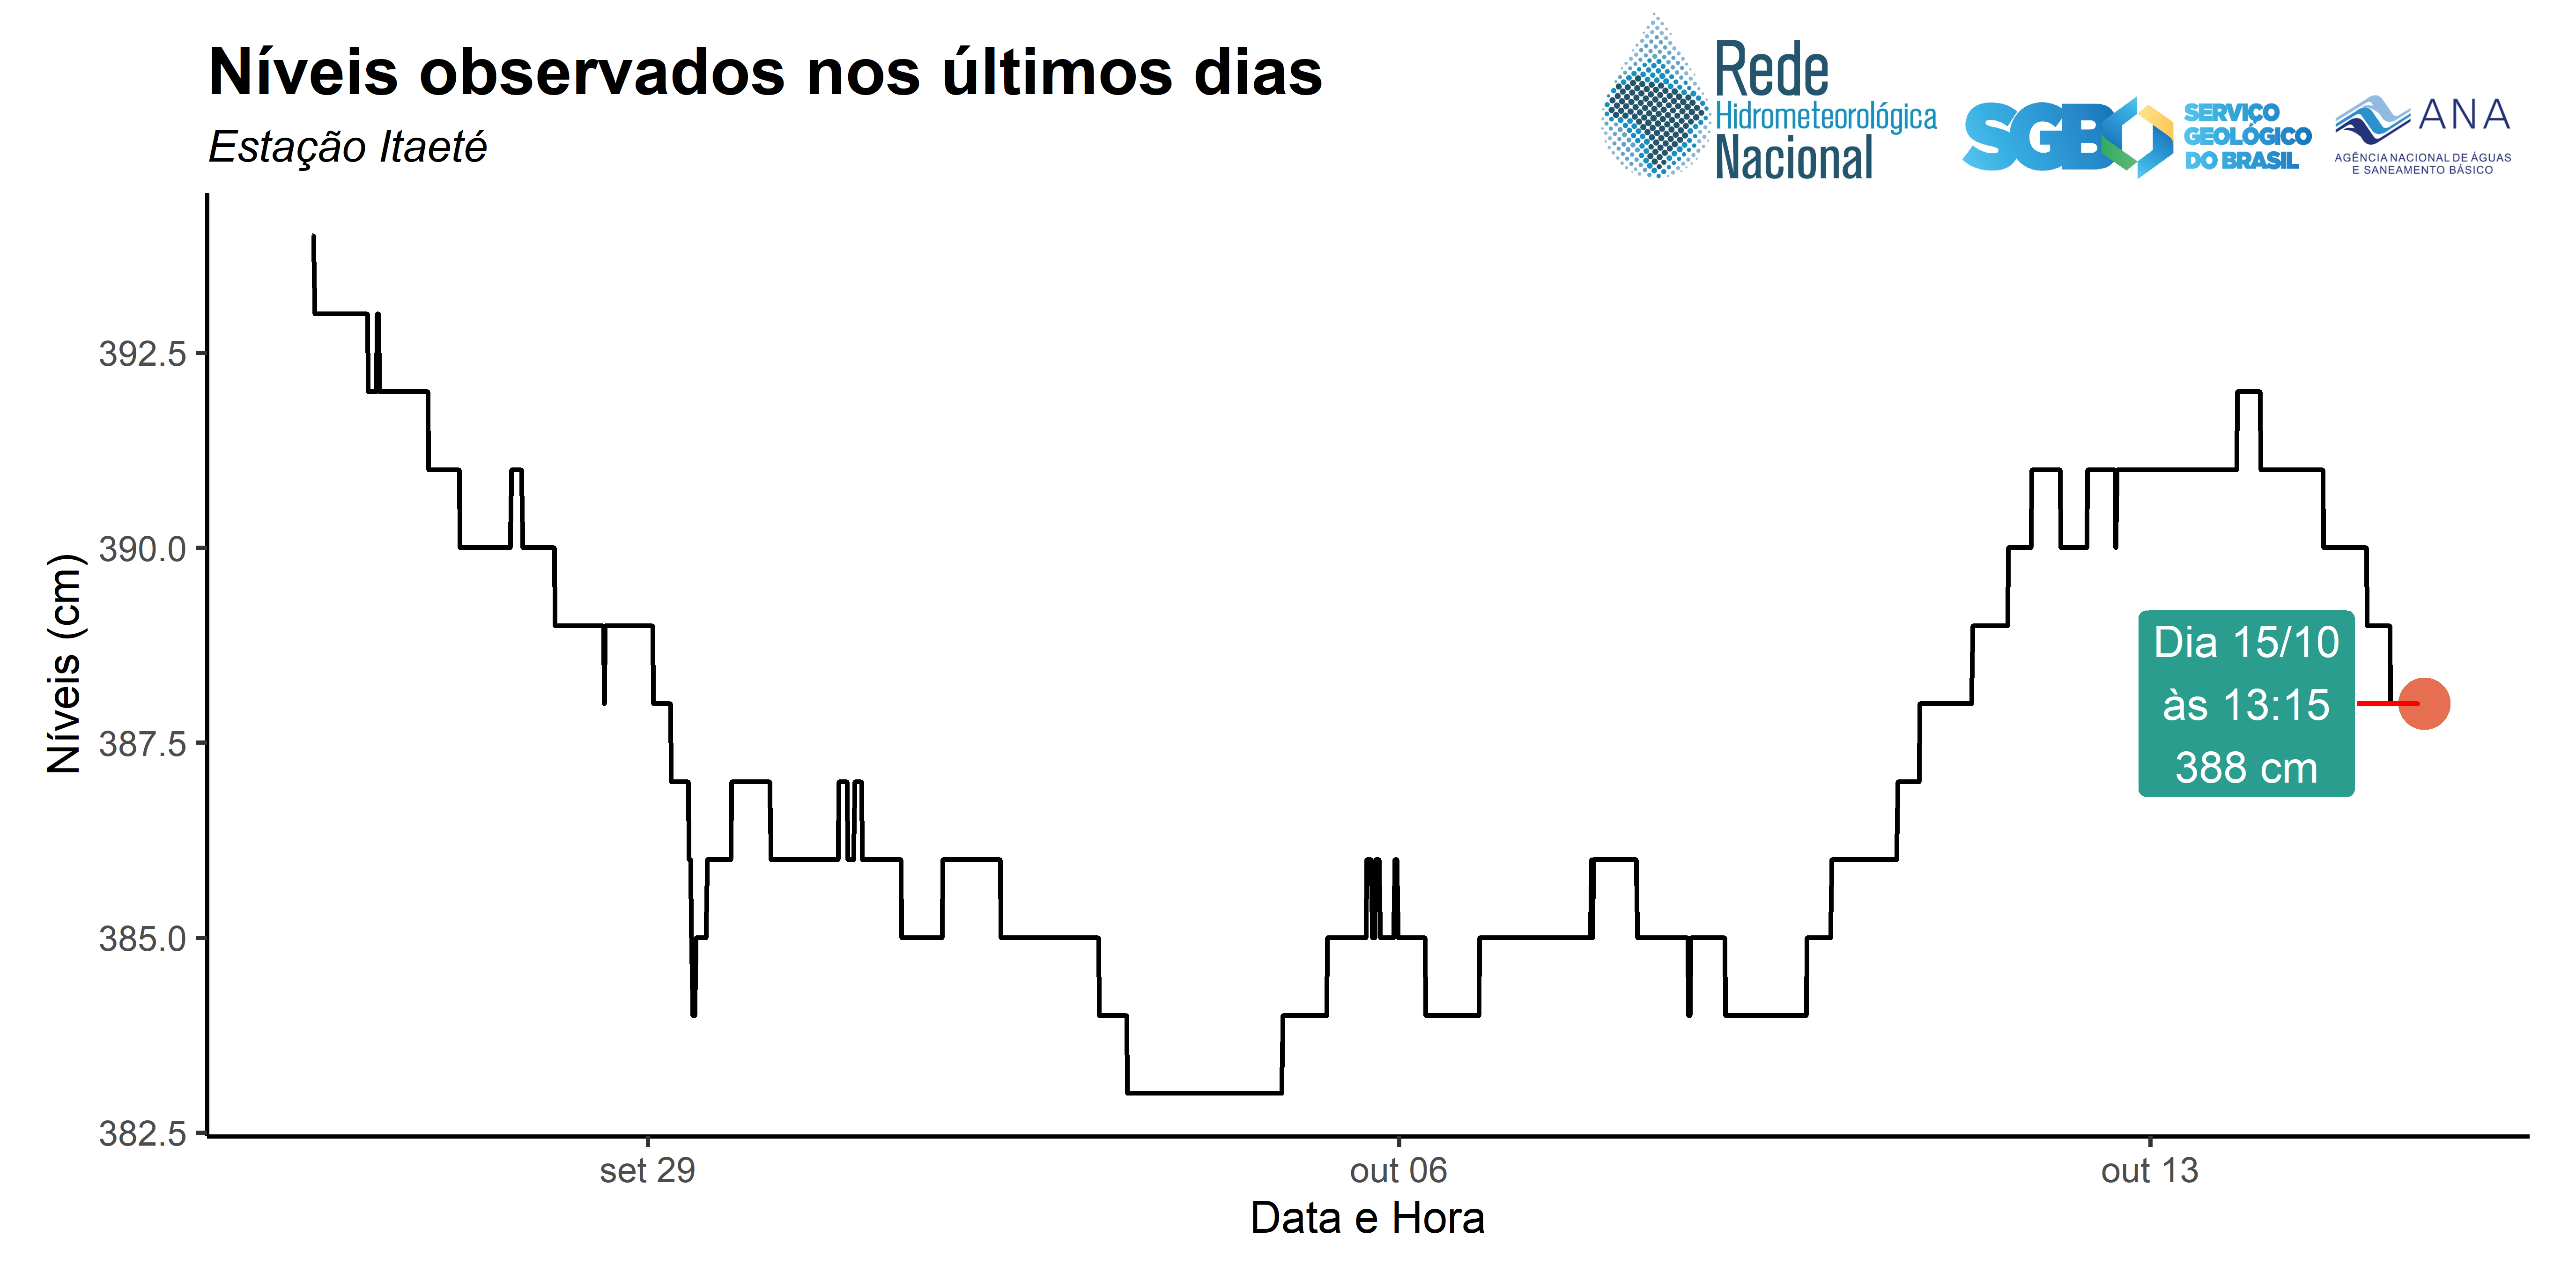 Níveis observados nos últimos dias
Estação Itaeté
Rede
Hidrometeorológica
Nacional
SGB
SERVIÇO
GEOLÓGICO
DO BRASIL
ANA
AGÊNCIA NACIONAL DE ÁGUAS
E SANEAMENTO BÁSICO
Níveis (cm)
392.5
390.0
387.5
385.0
382.5
Dia 15/10
às 13:15
388 cm
set 29
out 06
out 13
Data e Hora